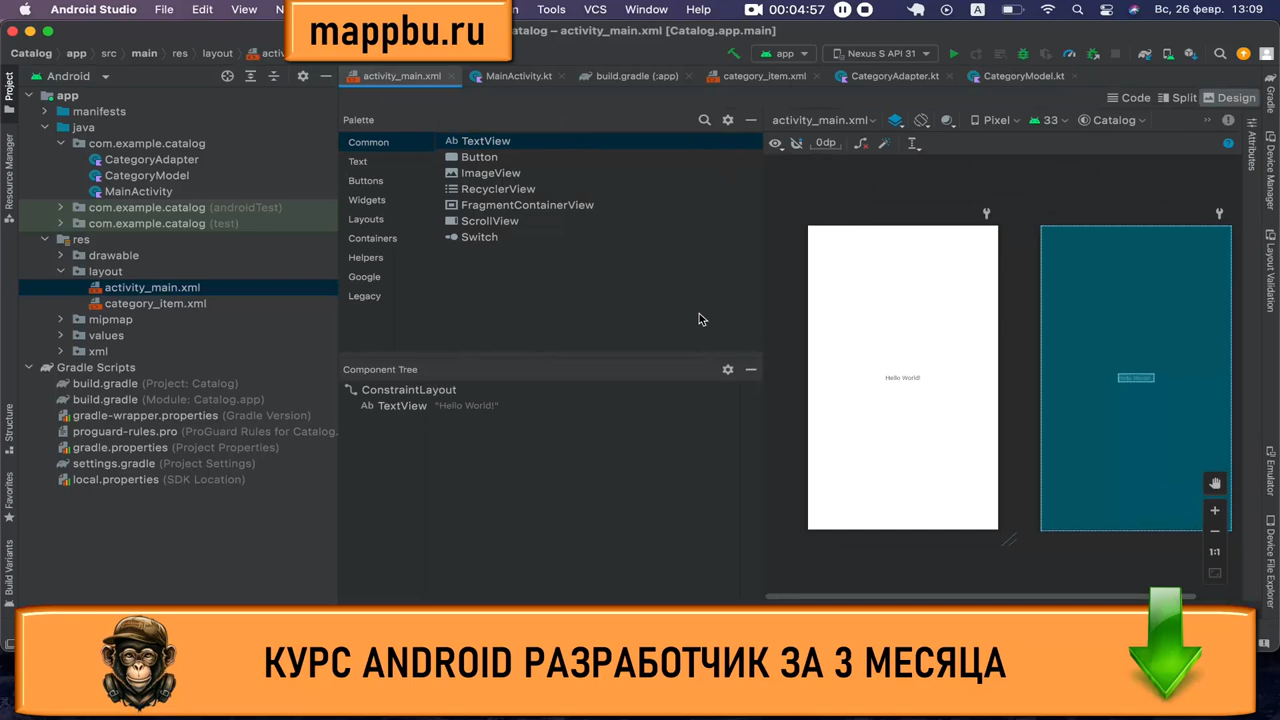 Android Studio File Edit
Tools VCS Window
00:04:57
A
Вс, 26 февр. 13:09
mappbu.ru
Catalog – activity_main.xml [Catalog.app.main]
Catalog app src main res layout
app
Nexus S API 31
Android
activity_main.xml
MainActivity.kt
build.gradle (:app)
category_item.xml
CategoryAdapter.kt
CategoryModel.kt
Code Split Design
Project
Resource Manager
Structure
Favorites
Build Variants
app
manifests
java
com.example.catalog
CategoryAdapter
CategoryModel
MainActivity
com.example.catalog (androidTest)
com.example.catalog (test)
res
drawable
layout
activity_main.xml
category_item.xml
mipmap
values
xml
Gradle Scripts
build.gradle (Project: Catalog)
build.gradle (Module: Catalog.app)
gradle-wrapper.properties (Gradle Version)
proguard-rules.pro (ProGuard Rules for Catalog.
gradle.properties (Project Properties)
settings.gradle (Project Settings)
local.properties (SDK Location)
Palette
Common
Text
Buttons
Widgets
Layouts
Containers
Helpers
Google
Legacy
Ab TextView
Button
ImageView
RecyclerView
FragmentContainerView
ScrollView
Switch
Component Tree
ConstraintLayout
Ab TextView "Hello World!"
activity_main.xml
Pixel
33
Catalog
0dp
Hello World!
Hello World!
1:1
Attributes
Gradle
Device Manager
Layout Validation
Emulator
Device File Explorer
КУРС ANDROID РАЗРАБОТЧИК ЗА 3 МЕСЯЦА